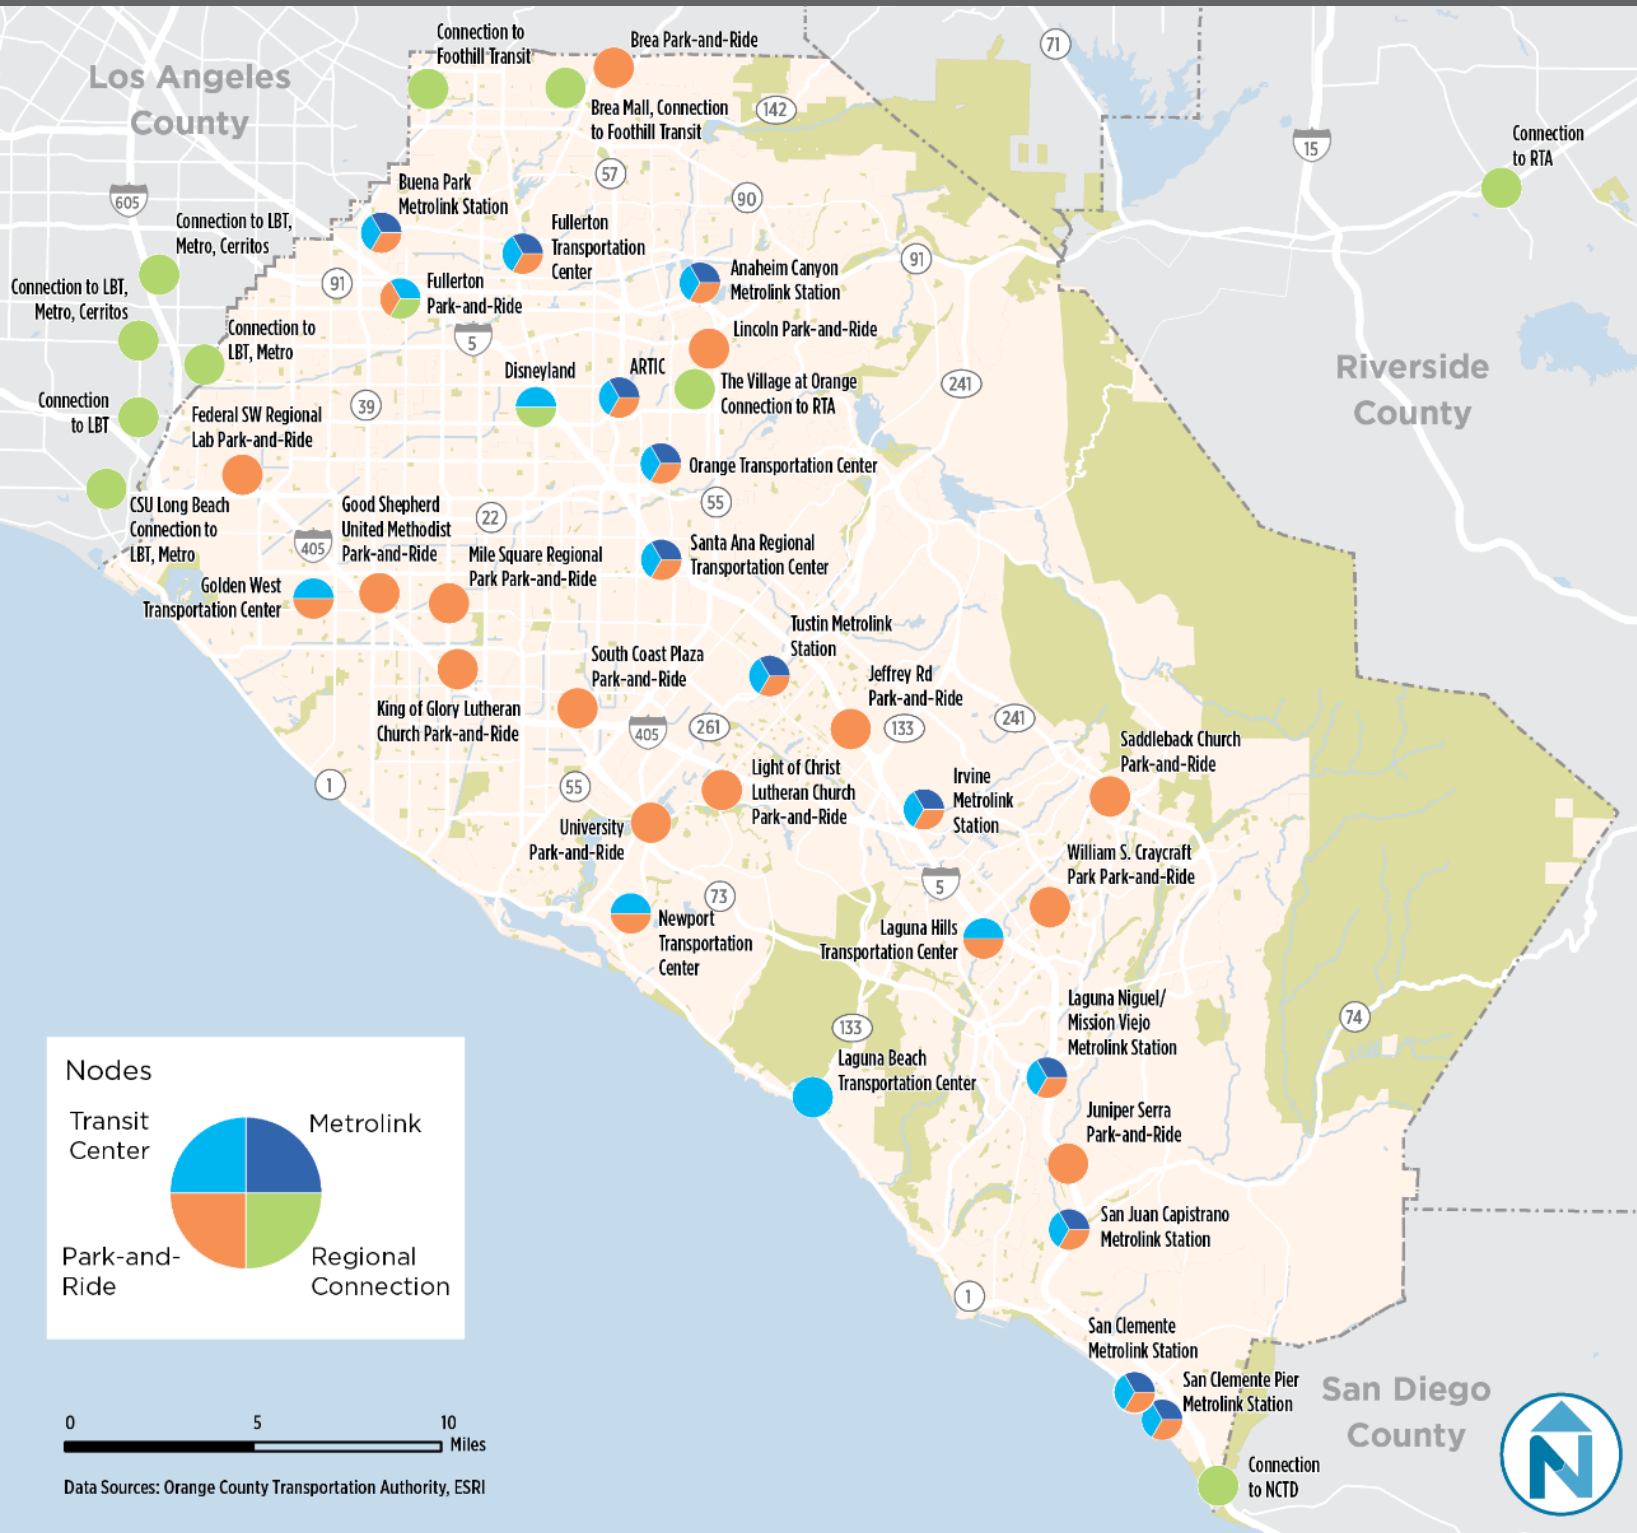 Connection to
Foothill Transit
Brea Park-and-Ride
Los Angeles
County
Brea Mall, Connection
to Foothill Transit
142
71
15
Connection
to RTA
57
90
605
Buena Park
Metrolink Station
Connection to LBT,
Metro, Cerritos
Fullerton
Transportation
Center
91
Anaheim Canyon
Metrolink Station
Connection to LBT,
Metro, Cerritos
91
Fullerton
Park-and-Ride
Connection to
LBT, Metro
5
Lincoln Park-and-Ride
Disneyland
ARTIC
The Village at Orange
Connection to RTA
241
Riverside
County
Connection
to LBT
Federal SW Regional
Lab Park-and-Ride
39
Orange Transportation Center
CSU Long Beach
Connection to
LBT, Metro
Good Shepherd
United Methodist
Park-and-Ride
22
55
405
Mile Square Regional
Park Park-and-Ride
Santa Ana Regional
Transportation Center
Golden West
Transportation Center
Tustin Metrolink
Station
South Coast Plaza
Park-and-Ride
Jeffrey Rd
Park-and-Ride
King of Glory Lutheran
Church Park-and-Ride
405
261
133
241
Saddleback Church
Park-and-Ride
1
55
Light of Christ
Lutheran Church
Park-and-Ride
Irvine
Metrolink
Station
University
Park-and-Ride
William S. Craycraft
Park Park-and-Ride
5
73
Newport
Transportation
Center
Laguna Hills
Transportation Center
Laguna Niguel/
Mission Viejo
Metrolink Station
74
133
Laguna Beach
Transportation Center
Juniper Serra
Park-and-Ride
San Juan Capistrano
Metrolink Station
1
San Clemente
Metrolink Station
San Clemente Pier
Metrolink Station
San Diego
County
Connection
to NCTD
N
Nodes
Transit
Center
Metrolink
Park-and-
Ride
Regional
Connection
0 5 10
Miles
Data Sources: Orange County Transportation Authority, ESRI